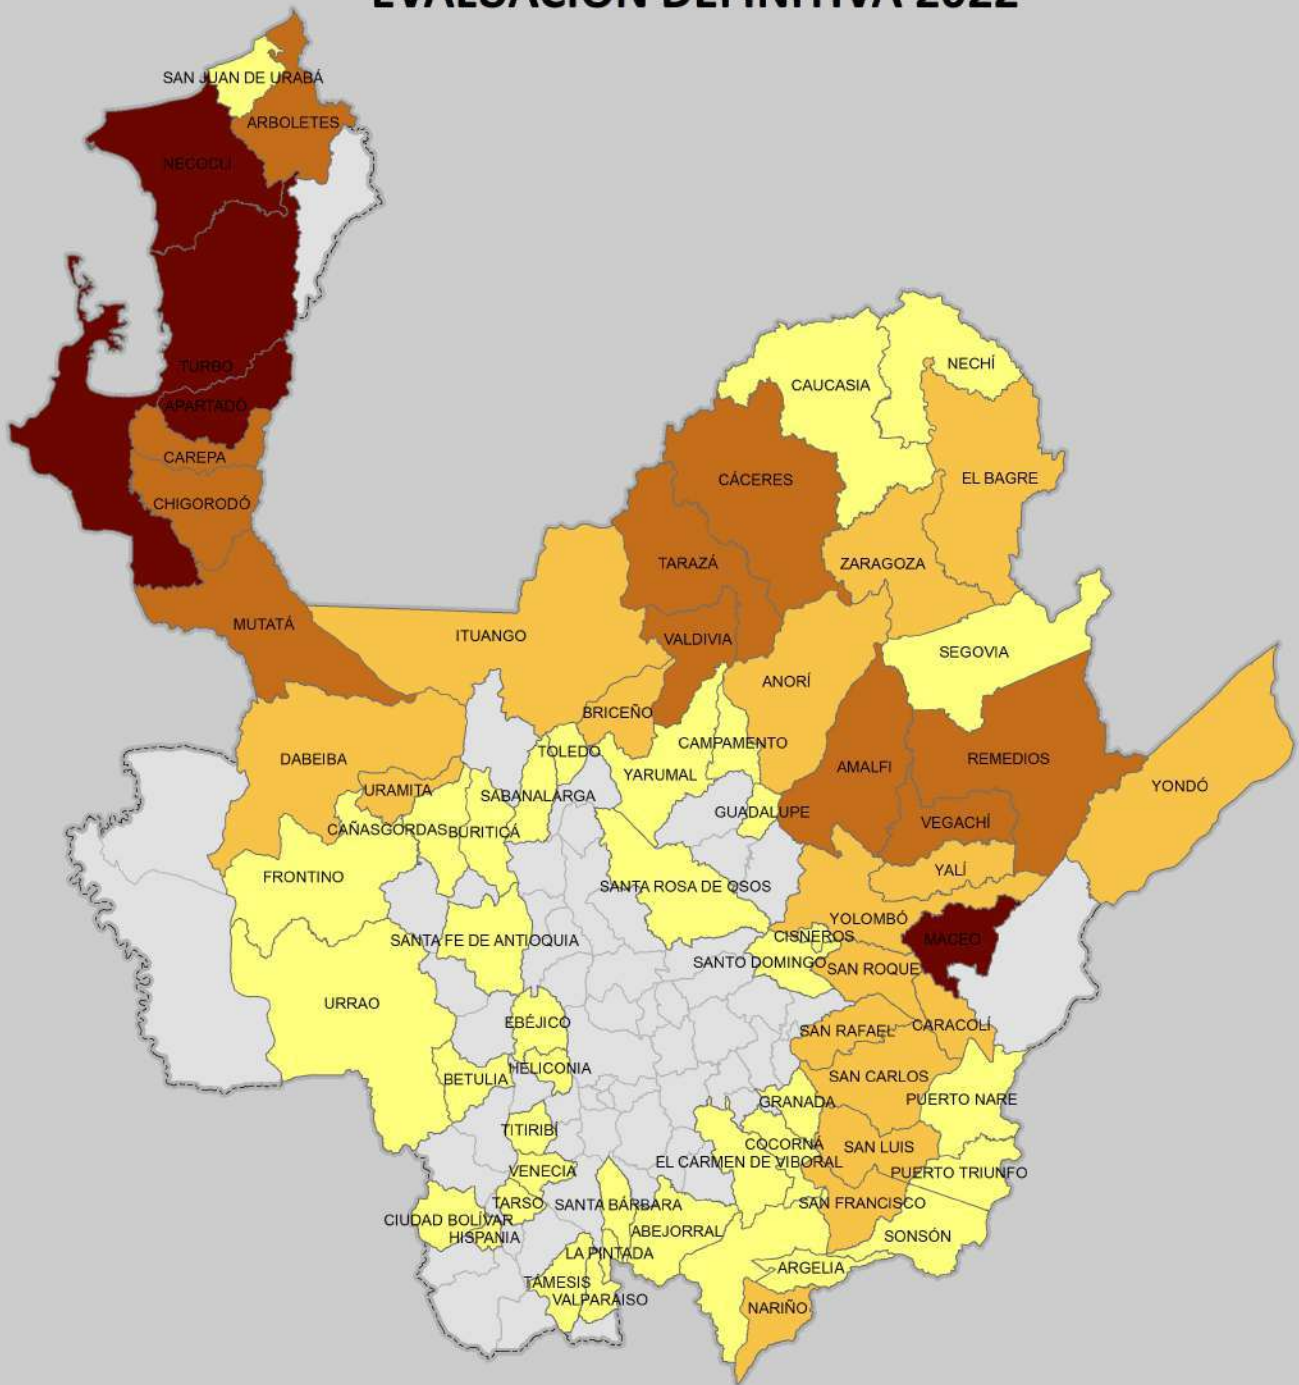 EVALUACIÓN DEFINITIVA 2022
SAN JUAN DE URABÁ
ARBOLETES
NECOCLÍ
TURBO
APARTADÓ
CAREPA
CHIGORODÓ
MUTATÁ
NECHÍ
CAUCASIA
EL BAGRE
CÁCERES
TARAZÁ
ZARAGOZA
VALDIVIA
ITUANGO
SEGOVIA
ANORÍ
BRICEÑO
CAMPAMENTO
TOLEDO
DABEIBA
YARUMAL
AMALFI
REMEDIOS
YONDÓ
URAMITA
SABANALARGA
GUADALUPE
VEGACHÍ
CAÑASGORDAS
BURITICÁ
YALÍ
FRONTINO
SANTA ROSA DE OSOS
YOLOMBÓ
CISNEROS
MACEO
SANTA FE DE ANTIOQUIA
SANTO DOMINGO
SAN ROQUE
URRAO
EBÉJICO
SAN RAFAEL
CARACOLÍ
HELICONIA
BETULIA
SAN CARLOS
GRANADA
PUERTO NARE
TITIRIBÍ
COCORNÁ
SAN LUIS
EL CARMEN DE VIBORAL
VENECIA
PUERTO TRIUNFO
TARSO
SANTA BÁRBARA
SAN FRANCISCO
CIUDAD BOLÍVAR
HISPANIA
ABEJORRAL
SONSÓN
LA PINTADA
ARGELIA
TÁMESIS
VALPARAISO
NARIÑO